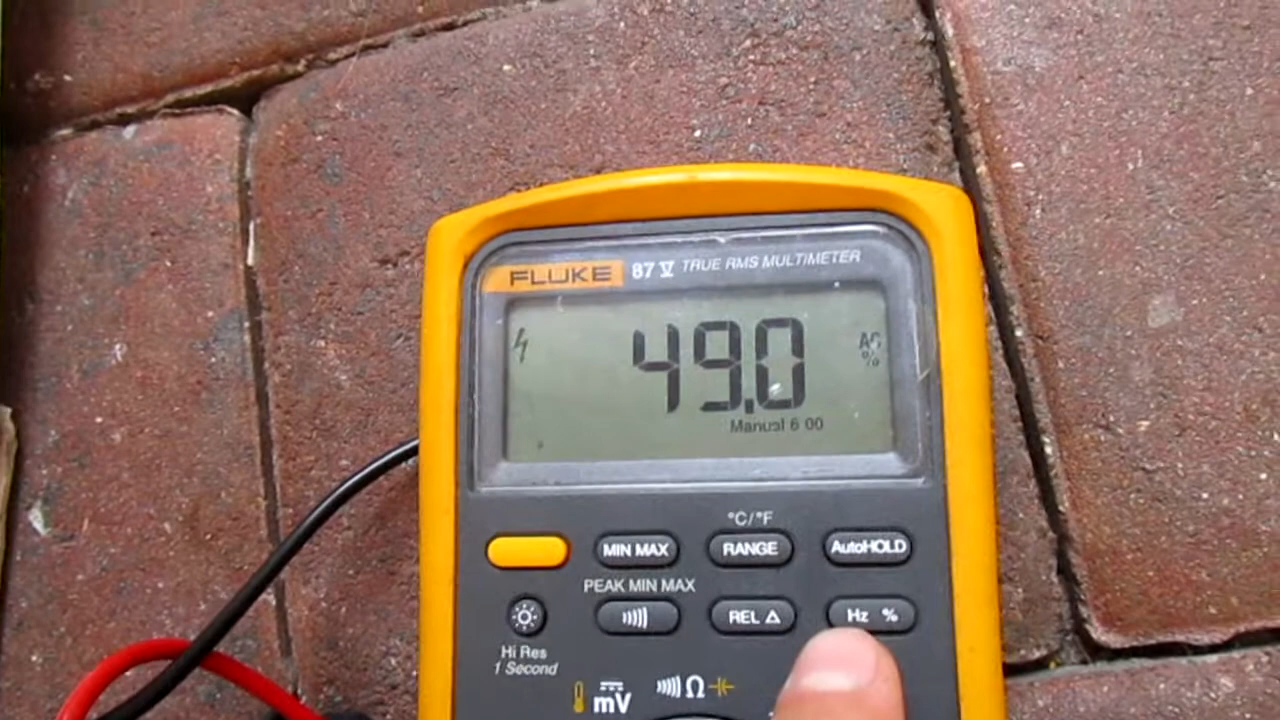 FLUKE 87 V TRUE RMS MULTIMETER
49.0 AC
%
Manual 6 00
°C/°F
MIN MAX RANGE AutoHOLD
PEAK MIN MAX
REL Δ Hz %
Hi Res
1 Second
mV Ω